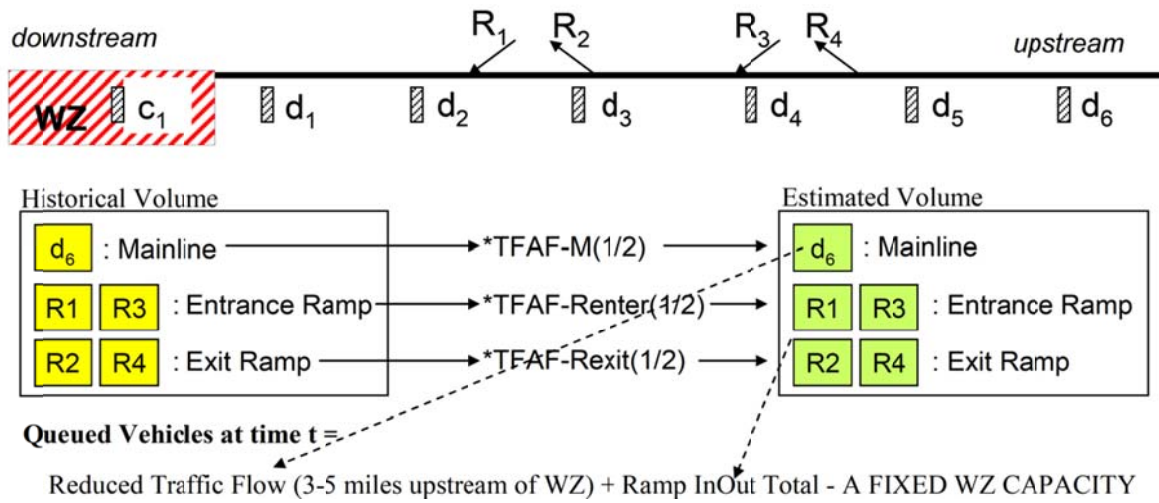 downstream
R1 R2 R3 R4
upstream
WZ c1 d1 d2 d3 d4 d5 d6
Historical Volume
Estimated Volume
d6 : Mainline *TFAF-M(1/2) d6 : Mainline
R1 R3 : Entrance Ramp *TFAF-Renter(1/2) R1 R3 : Entrance Ramp
R2 R4 : Exit Ramp *TFAF-Rexit(1/2) R2 R4 : Exit Ramp
Queued Vehicles at time t =
Reduced Traffic Flow (3-5 miles upstream of WZ) + Ramp InOut Total - A FIXED WZ CAPACITY